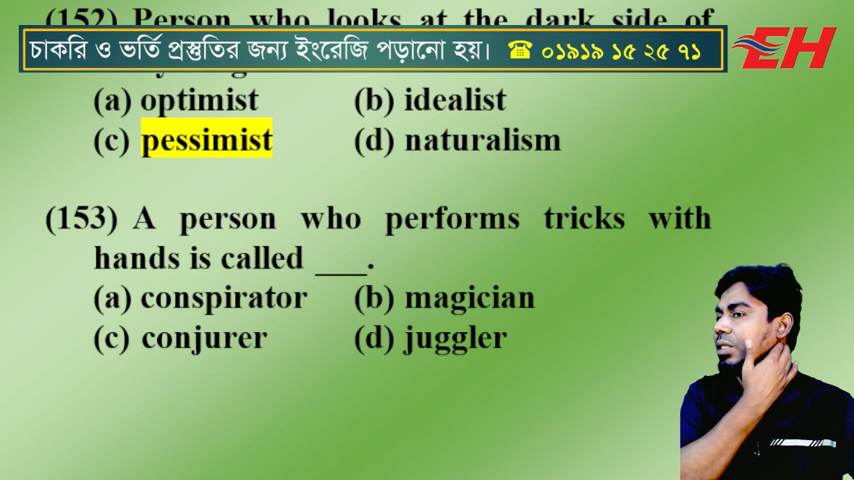 (152) Person who looks at the dark side of
চাকরি ও ভর্তি প্রস্তুতির জন্য ইংরেজি পড়ানো হয়। ☎ ০১৯১৯ ১৫ ২৫ ৭১
EH
(a) optimist (b) idealist
(c) pessimist (d) naturalism
(153) A person who performs tricks with
hands is called ___.
(a) conspirator (b) magician
(c) conjurer (d) juggler